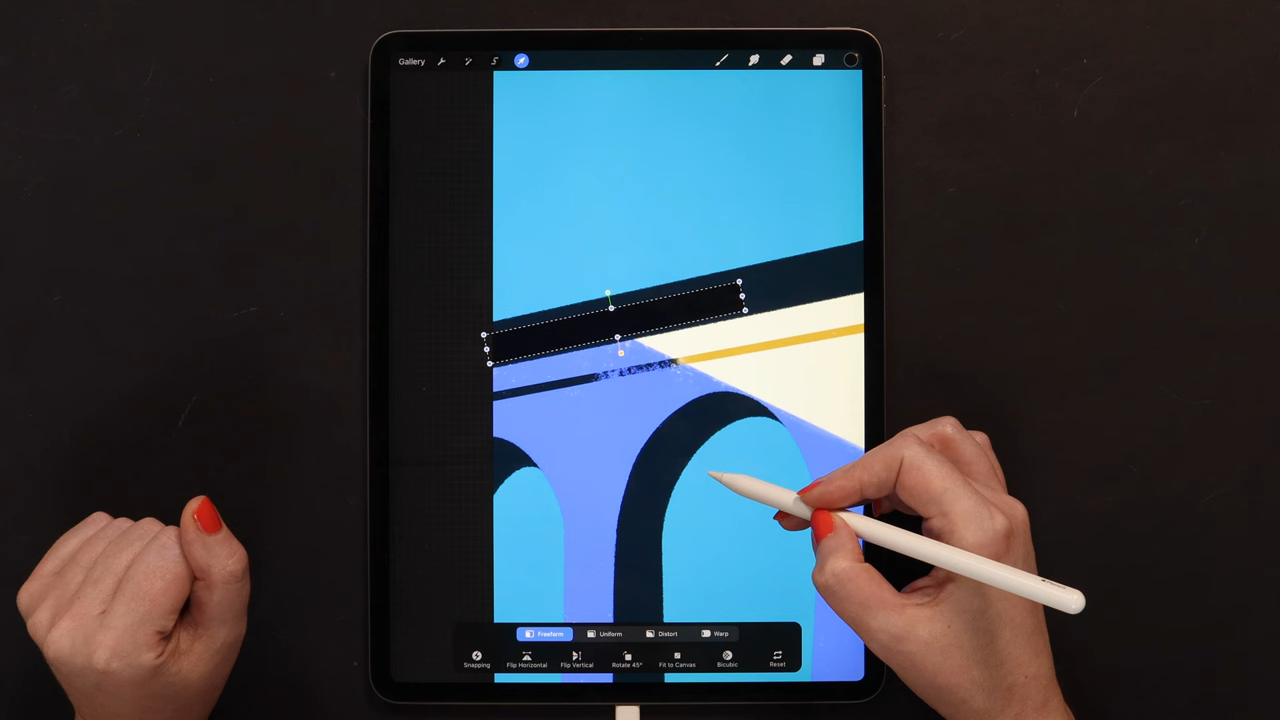 Gallery
Freeform Uniform Distort Warp
Snapping Flip Horizontal Flip Vertical Rotate 45° Fit to Canvas Bicubic Reset